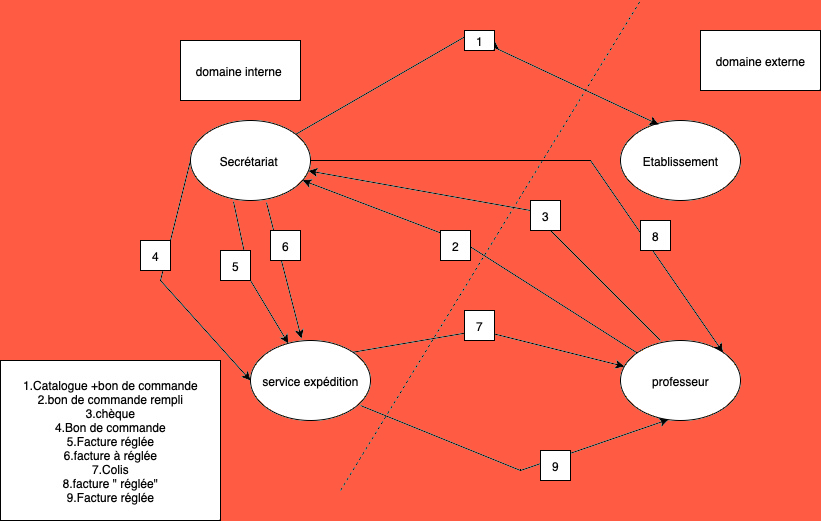 1
domaine interne
domaine externe
Secrétariat
Etablissement
3
8
4
5
6
2
7
service expédition
professeur
1.Catalogue +bon de commande
2.bon de commande rempli
3.chèque
4.Bon de commande
5.Facture réglée
6.facture à réglée
7.Colis
8.facture " réglée"
9.Facture réglée
9